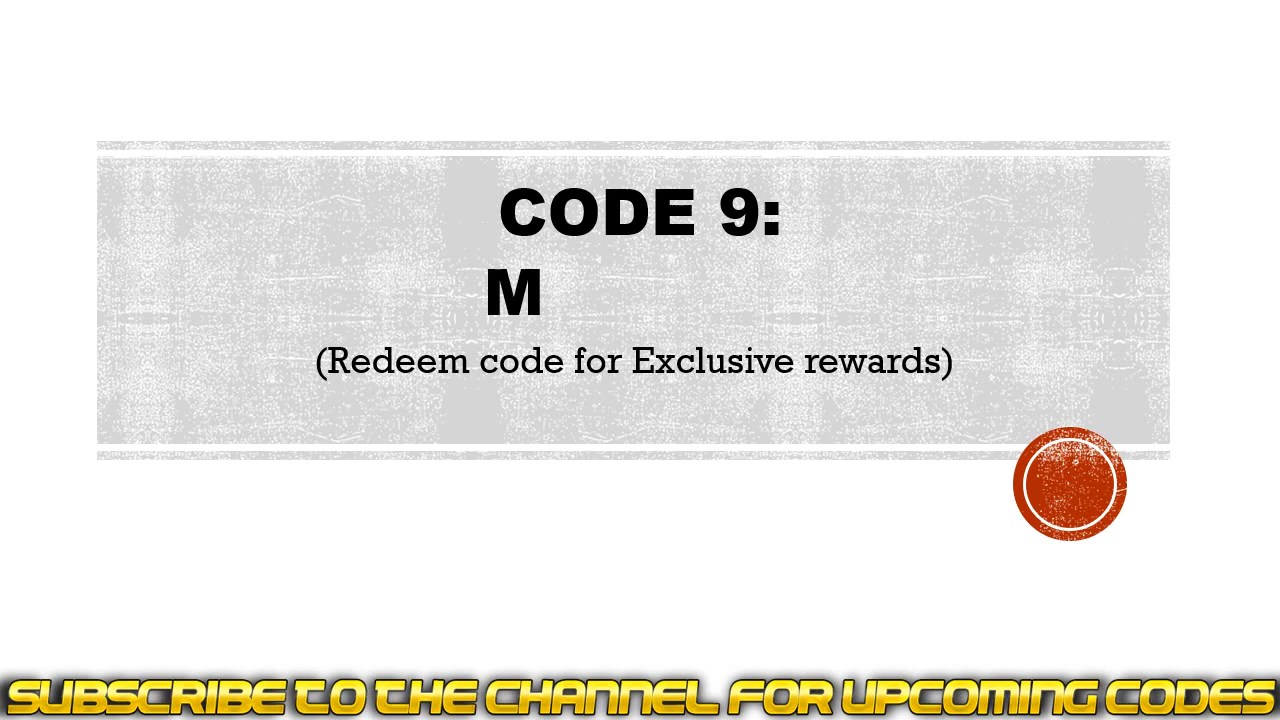 CODE 9:
M
(Redeem code for Exclusive rewards)
SUBSCRIBE TO THE CHANNEL FOR UPCOMING CODES